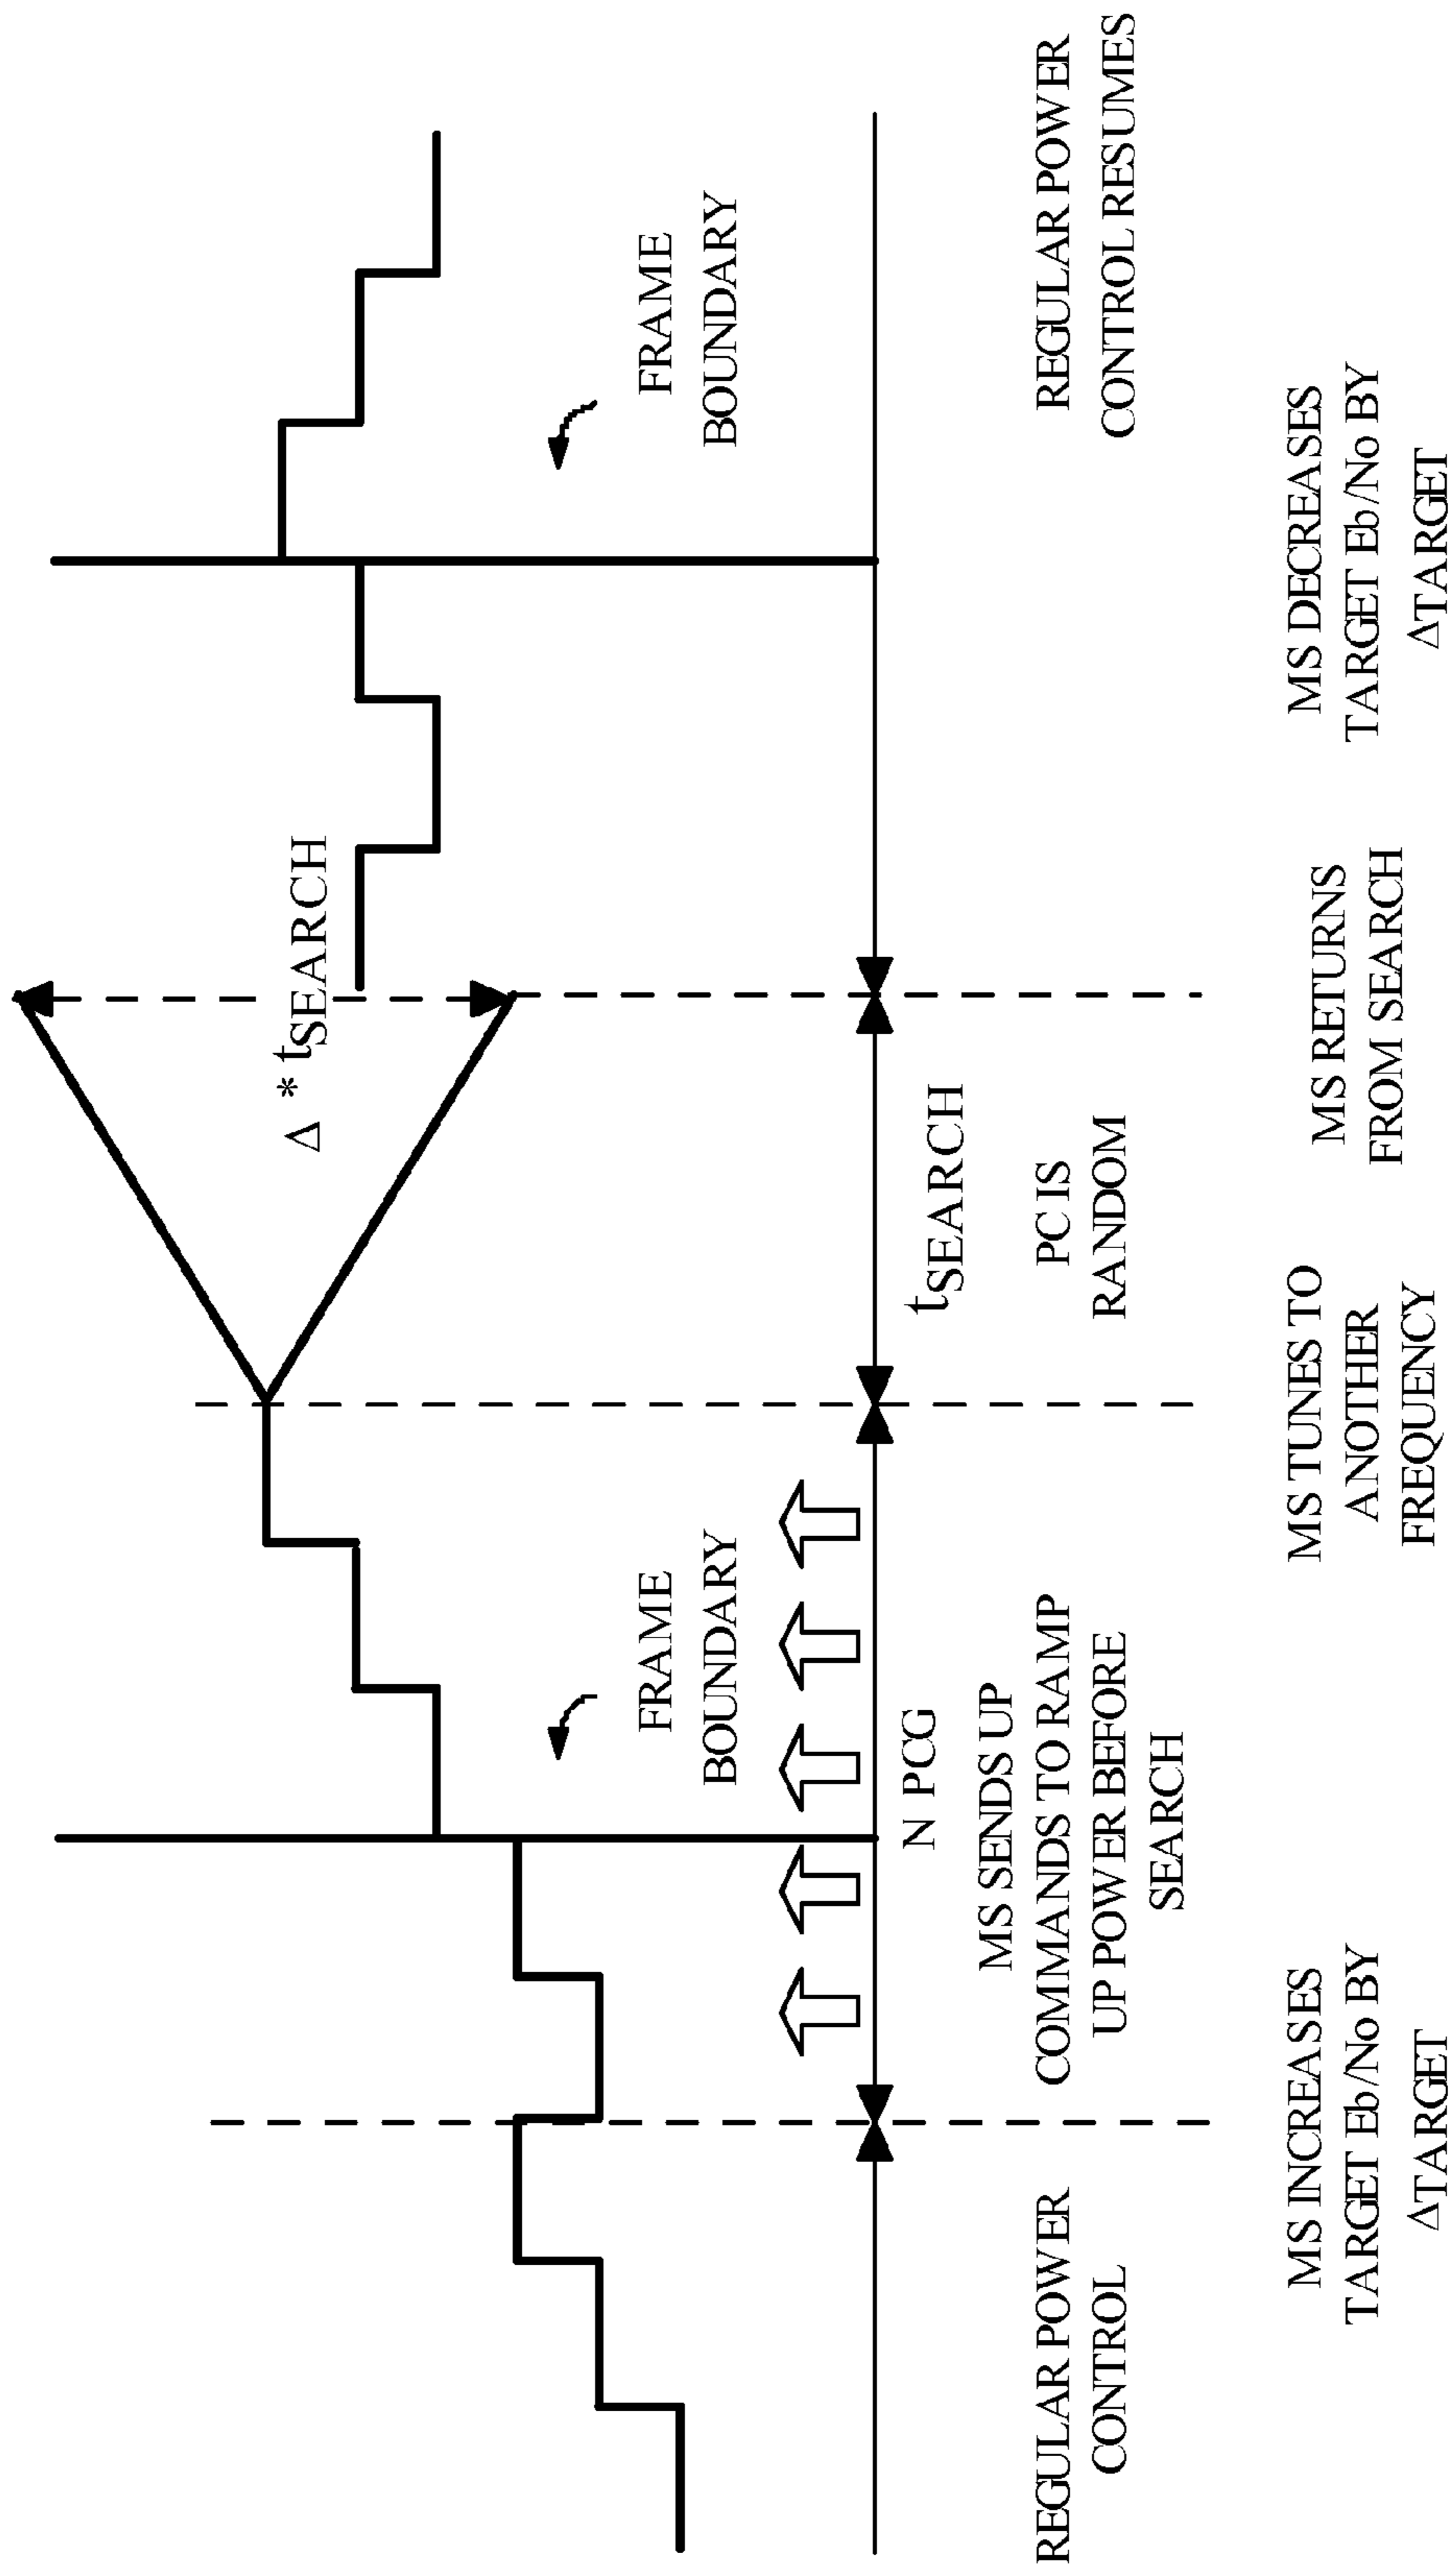 Δ * tSEARCH
FRAME
BOUNDARY
FRAME
BOUNDARY
N PCG
tSEARCH
REGULAR POWER
CONTROL
MS SENDS UP
COMMANDS TO RAMP
UP POWER BEFORE
SEARCH
PC IS
RANDOM
REGULAR POWER
CONTROL RESUMES
MS INCREASES
TARGET Eb/No BY
ΔTARGET
MS TUNES TO
ANOTHER
FREQUENCY
MS RETURNS
FROM SEARCH
MS DECREASES
TARGET Eb/No BY
ΔTARGET